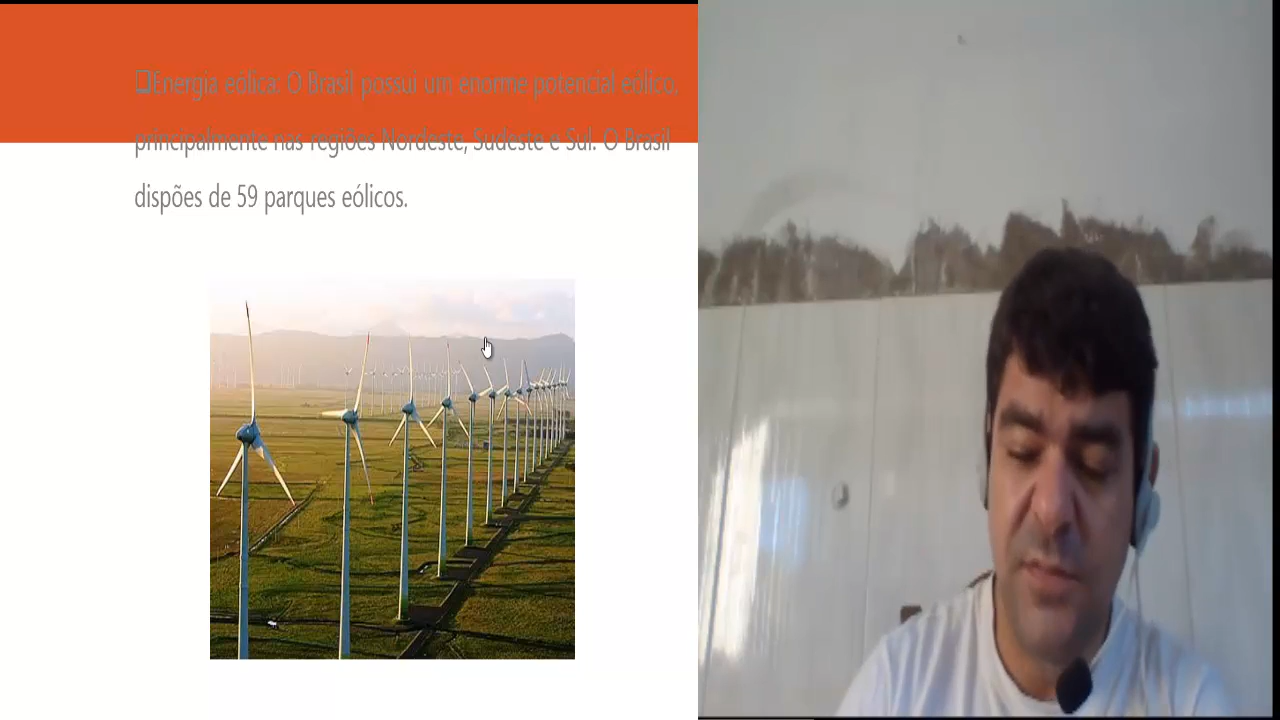 ❑Energia eólica: O Brasil possui um enorme potencial eólico,
principalmente nas regiões Nordeste, Sudeste e Sul. O Brasil
dispões de 59 parques eólicos.